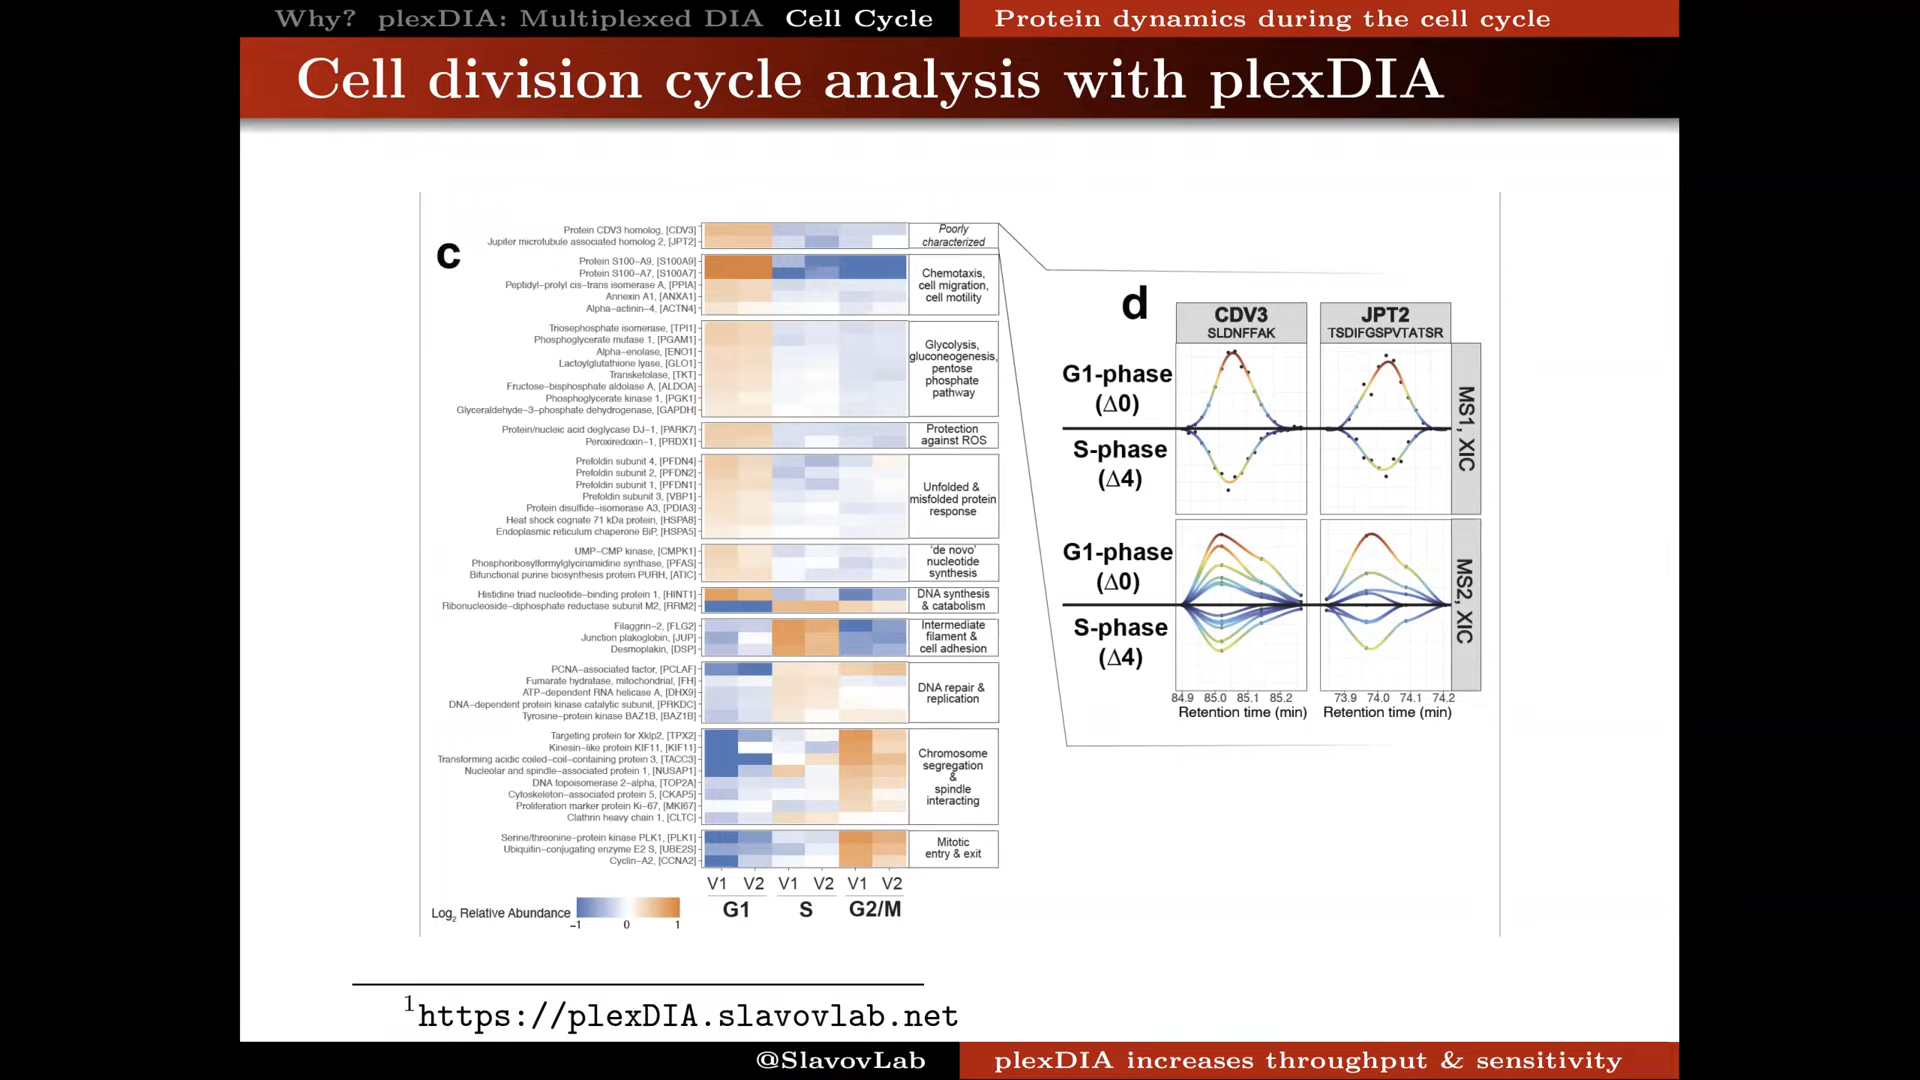 Why? plexDIA: Multiplexed DIA Cell Cycle Protein dynamics during the cell cycle
Cell division cycle analysis with plexDIA
c
Protein CDV3 homolog, [CDV3]
Jupiter microtubule associated homolog 2, [JPT2]
Poorly
characterized
Protein S100-A9, [S100A9]
Protein S100-A7, [S100A7]
Peptidyl-prolyl cis-trans isomerase A, [PPIA]
Annexin A1, [ANXA1]
Alpha-actinin-4, [ACTN4]
Chemotaxis,
cell migration,
cell motility
Triosephosphate isomerase, [TPI1]
Phosphoglycerate mutase 1, [PGAM1]
Alpha-enolase, [ENO1]
Lactoylglutathione lyase, [GLO1]
Transketolase, [TKT]
Fructose-bisphosphate aldolase A, [ALDOA]
Phosphoglycerate kinase 1, [PGK1]
Glyceraldehyde-3-phosphate dehydrogenase, [GAPDH]
Glycolysis,
gluconeogenesis,
pentose
phosphate
pathway
Protein/nucleic acid deglycase DJ-1, [PARK7]
Peroxiredoxin-1, [PRDX1]
Protection
against ROS
Prefoldin subunit 4, [PFDN4]
Prefoldin subunit 2, [PFDN2]
Prefoldin subunit 1, [PFDN1]
Prefoldin subunit 3, [VBP1]
Protein disulfide-isomerase A3, [PDIA3]
Heat shock cognate 71 kDa protein, [HSPA8]
Endoplasmic reticulum chaperone BiP, [HSPA5]
Unfolded &
misfolded protein
response
UMP-CMP kinase, [CMPK1]
Phosphoribosylformylglycinamidine synthase, [PFAS]
Bifunctional purine biosynthesis protein PURH, [ATIC]
'de novo'
nucleotide
synthesis
Histidine triad nucleotide-binding protein 1, [HINT1]
Ribonucleoside-diphosphate reductase subunit M2, [RRM2]
DNA synthesis
& catabolism
Filaggrin-2, [FLG2]
Junction plakoglobin, [JUP]
Desmoplakin, [DSP]
Intermediate
filament &
cell adhesion
PCNA-associated factor, [PCLAF]
Fumarate hydratase, mitochondrial, [FH]
ATP-dependent RNA helicase A, [DHX9]
DNA-dependent protein kinase catalytic subunit, [PRKDC]
Tyrosine-protein kinase BAZ1B, [BAZ1B]
DNA repair &
replication
Targeting protein for Xklp2, [TPX2]
Kinesin-like protein KIF11, [KIF11]
Transforming acidic coiled-coil-containing protein 3, [TACC3]
Nucleolar and spindle-associated protein 1, [NUSAP1]
DNA topoisomerase 2-alpha, [TOP2A]
Cytoskeleton-associated protein 5, [CKAP5]
Proliferation marker protein Ki-67, [MKI67]
Clathrin heavy chain 1, [CLTC]
Chromosome
segregation
&
spindle
interacting
Serine/threonine-protein kinase PLK1, [PLK1]
Ubiquitin-conjugating enzyme E2 S, [UBE2S]
Cyclin-A2, [CCNA2]
Mitotic
entry & exit
V1 V2 V1 V2 V1 V2
G1 S G2/M
Log2 Relative Abundance
-1 0 1
d
CDV3
SLDNFFAK
JPT2
TSDIFGSPVTATSR
G1-phase
(Δ0)
S-phase
(Δ4)
MS1, XIC
G1-phase
(Δ0)
S-phase
(Δ4)
MS2, XIC
84.9 85.0 85.1 85.2 73.9 74.0 74.1 74.2
Retention time (min) Retention time (min)
1https://plexDIA.slavovlab.net
@SlavovLab plexDIA increases throughput & sensitivity